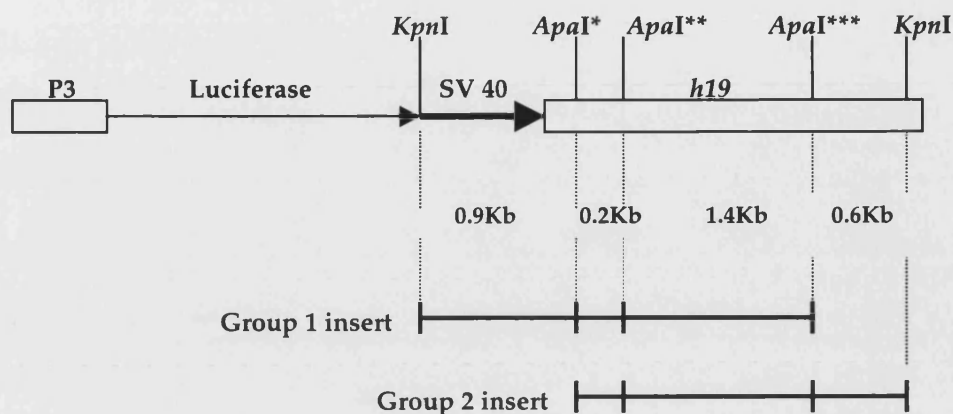 KpnI ApaI* ApaI** ApaI*** KpnI
P3 Luciferase SV 40 h19
0.9Kb 0.2Kb 1.4Kb 0.6Kb
Group 1 insert
Group 2 insert